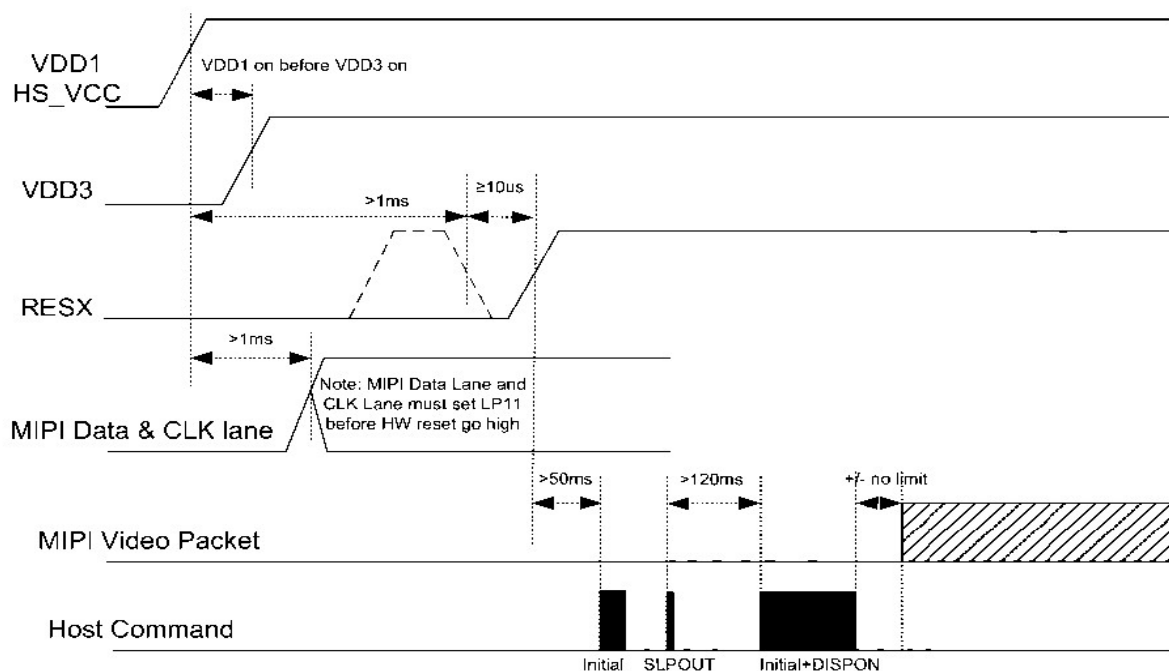 VDD1
HS_VCC
VDD1 on before VDD3 on
VDD3
>1ms
≥10us
RESX
>1ms
Note: MIPI Data Lane and
CLK Lane must set LP11
before HW reset go high
MIPI Data & CLK lane
>50ms
>120ms
+/- no limit
MIPI Video Packet
Host Command
Initial
SLPOUT
Initial+DISPON